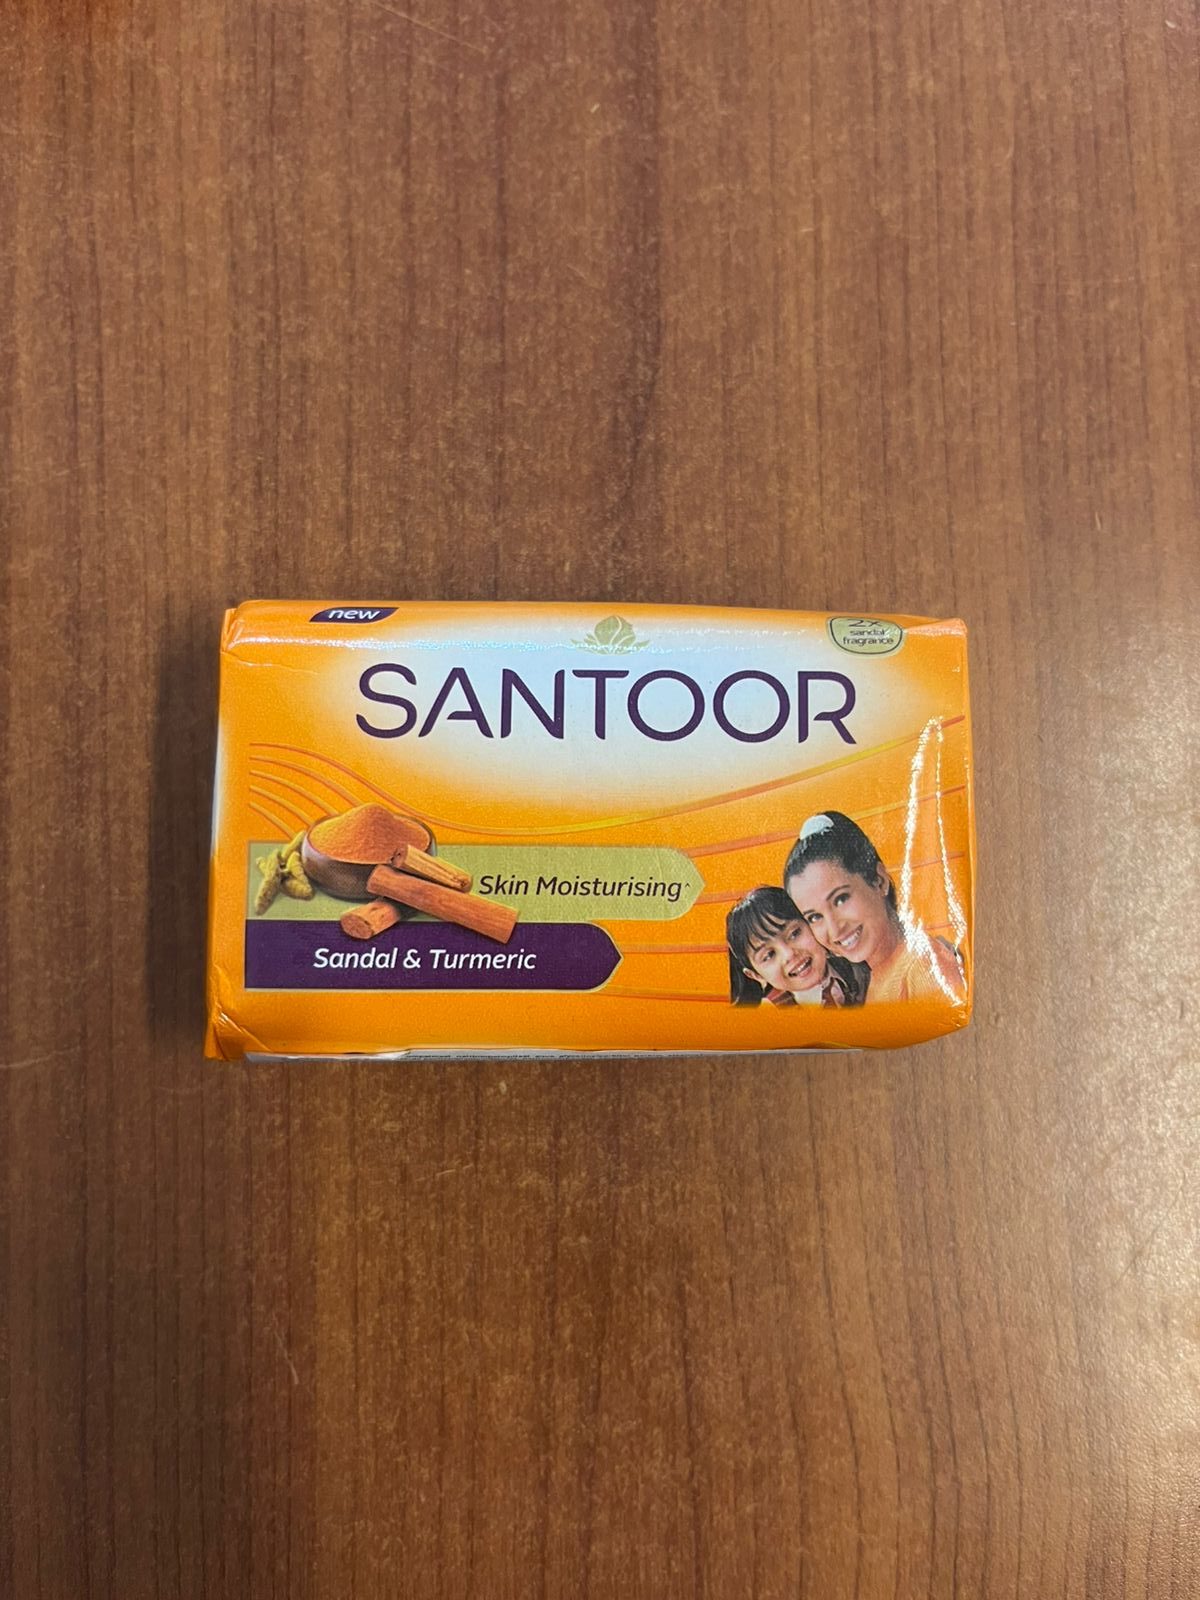 new
2x
sandal
fragrance
SANTOOR
Skin Moisturising^
Sandal & Turmeric